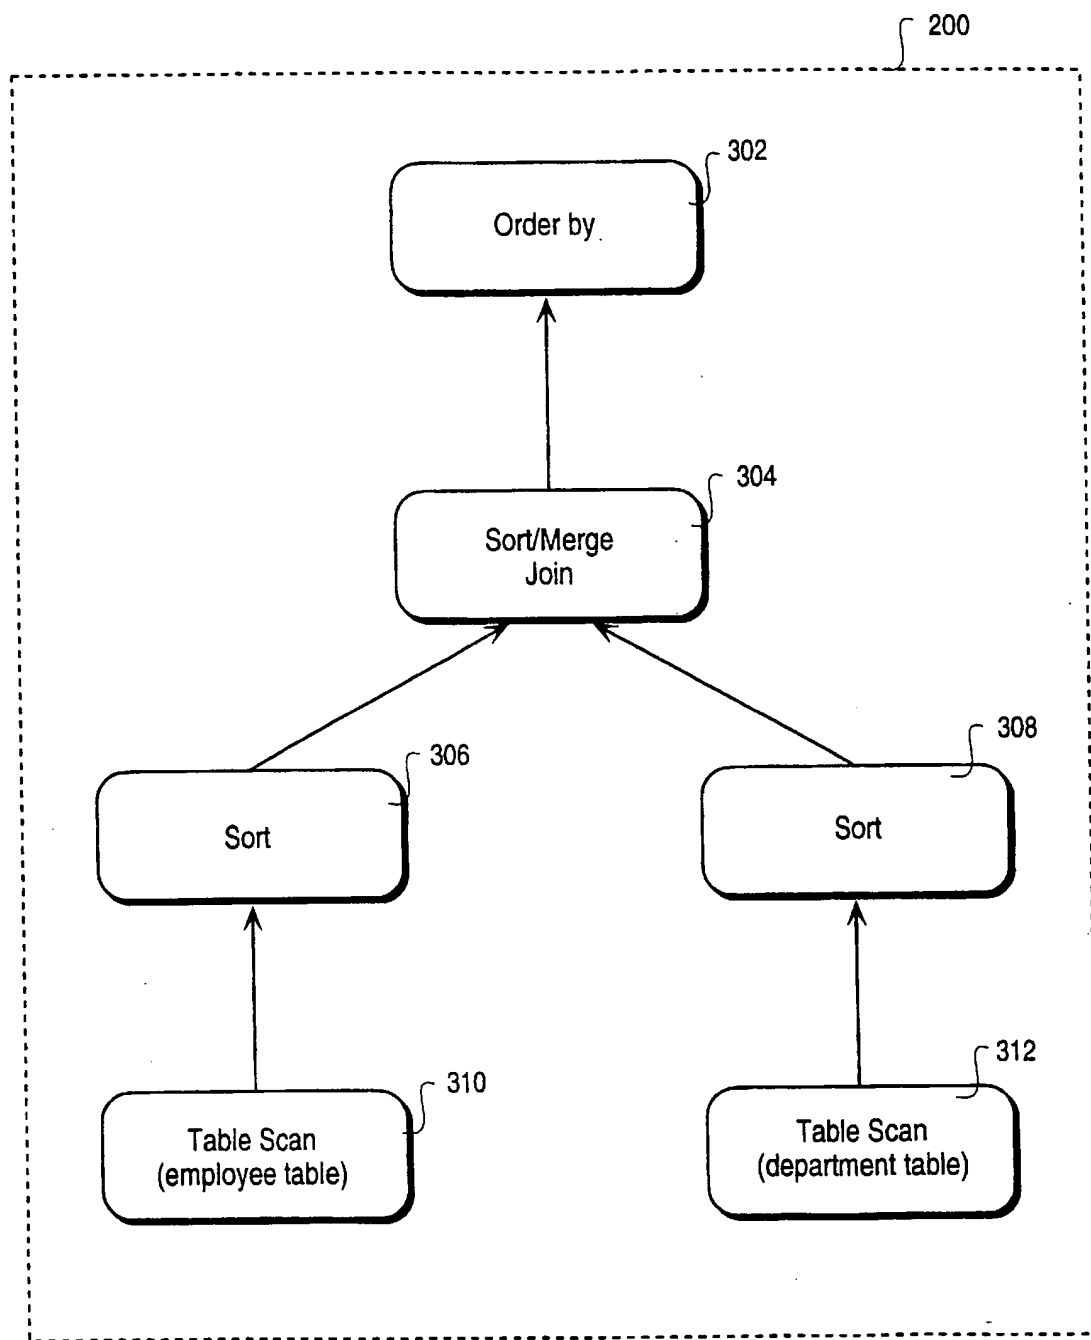 200
302
Order by
304
Sort/Merge
Join
306
308
Sort
Sort
310
312
Table Scan
(employee table)
Table Scan
(department table)